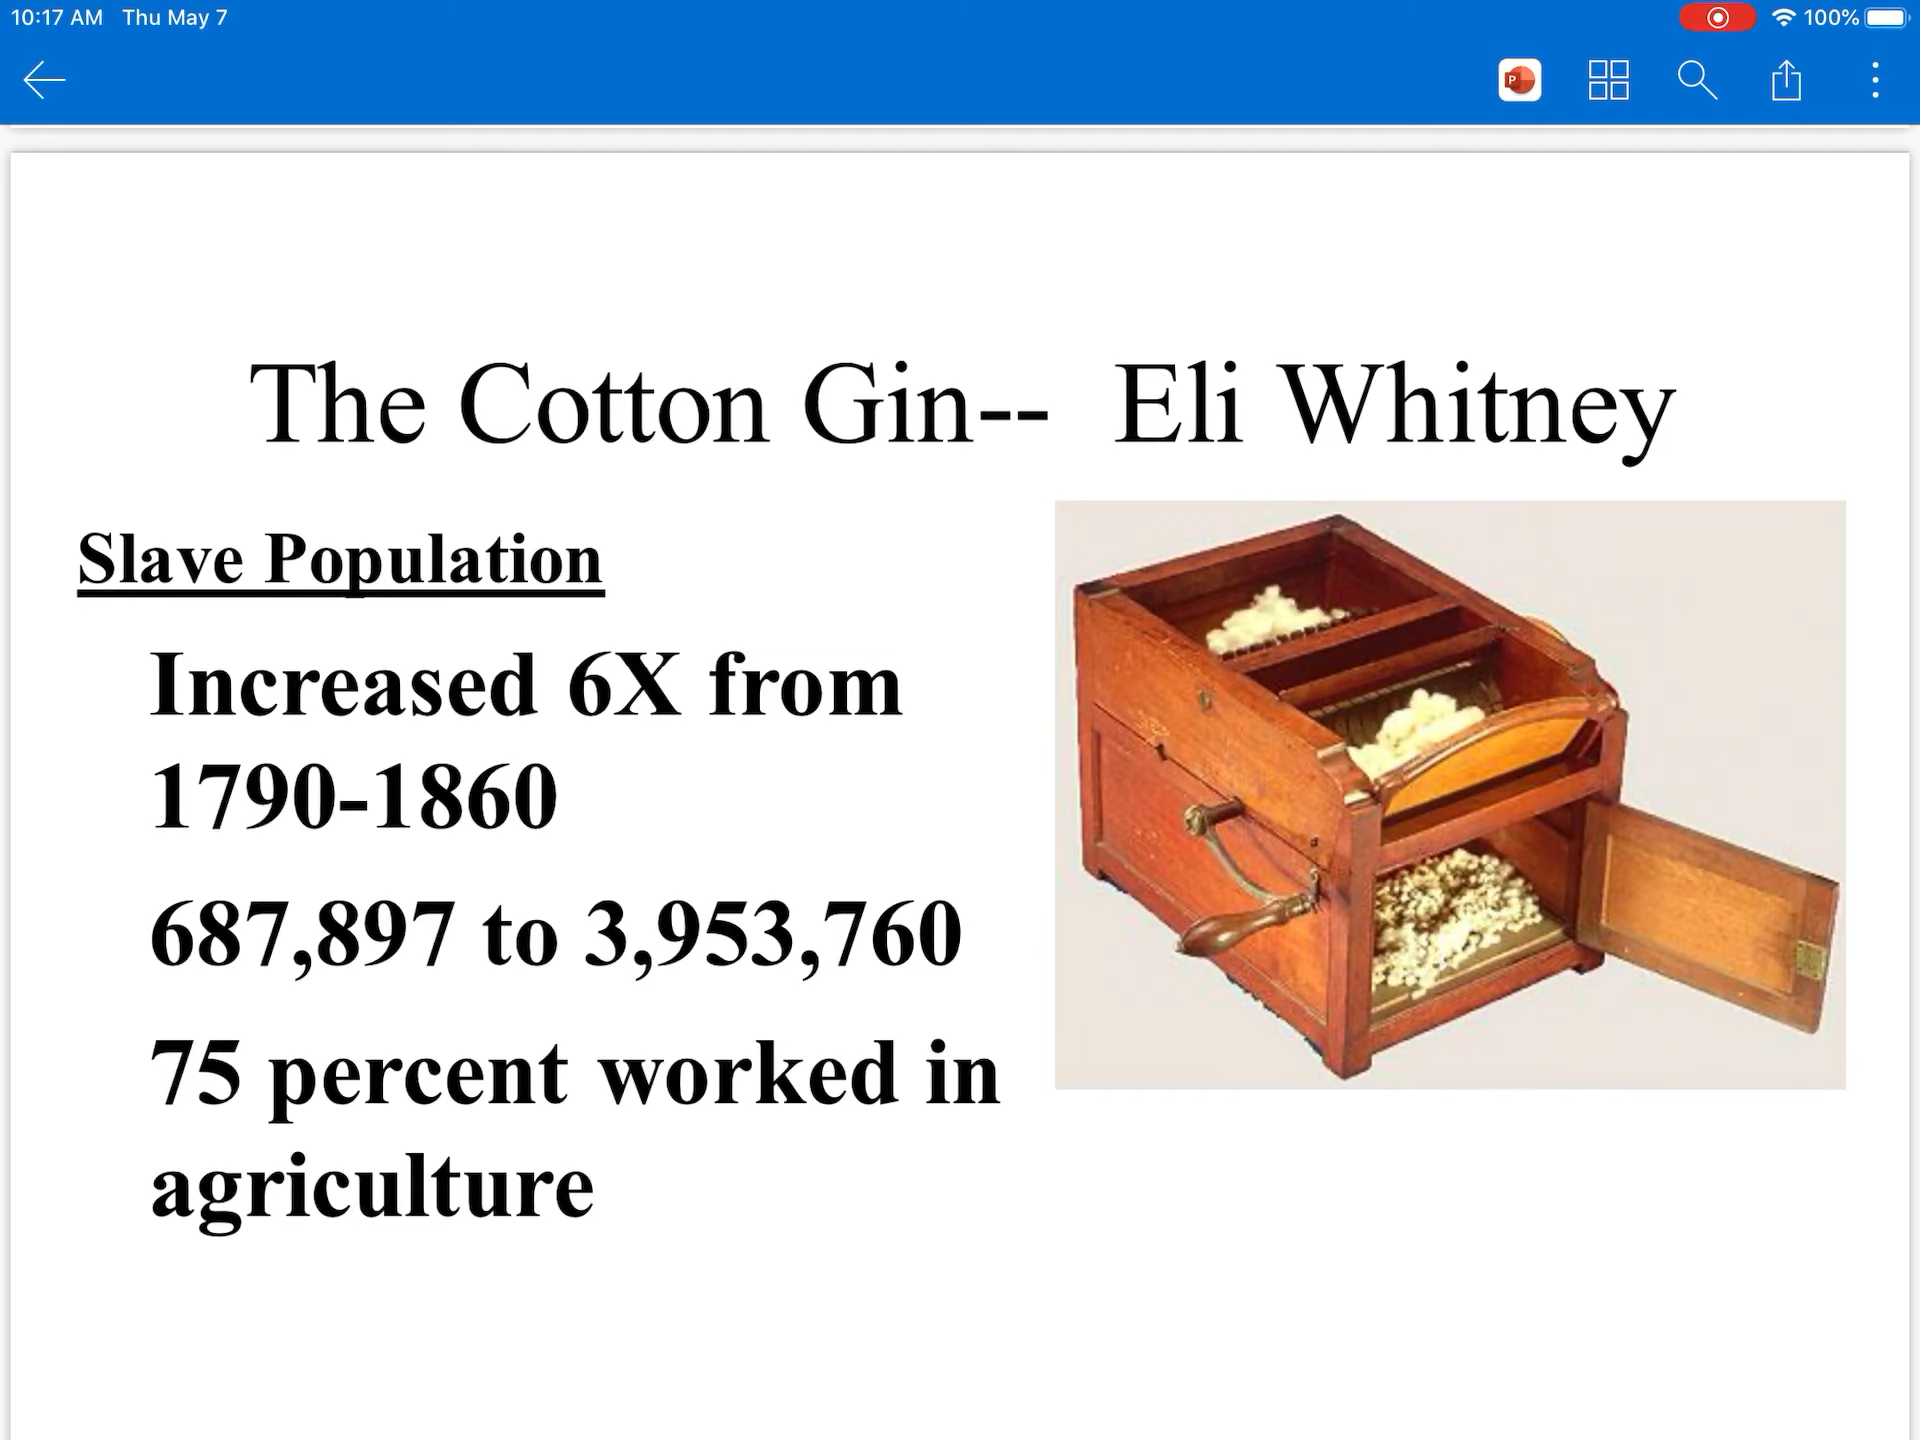 10:17 AM Thu May 7
100%
P
The Cotton Gin-- Eli Whitney
Slave Population
Increased 6X from
1790-1860
687,897 to 3,953,760
75 percent worked in
agriculture